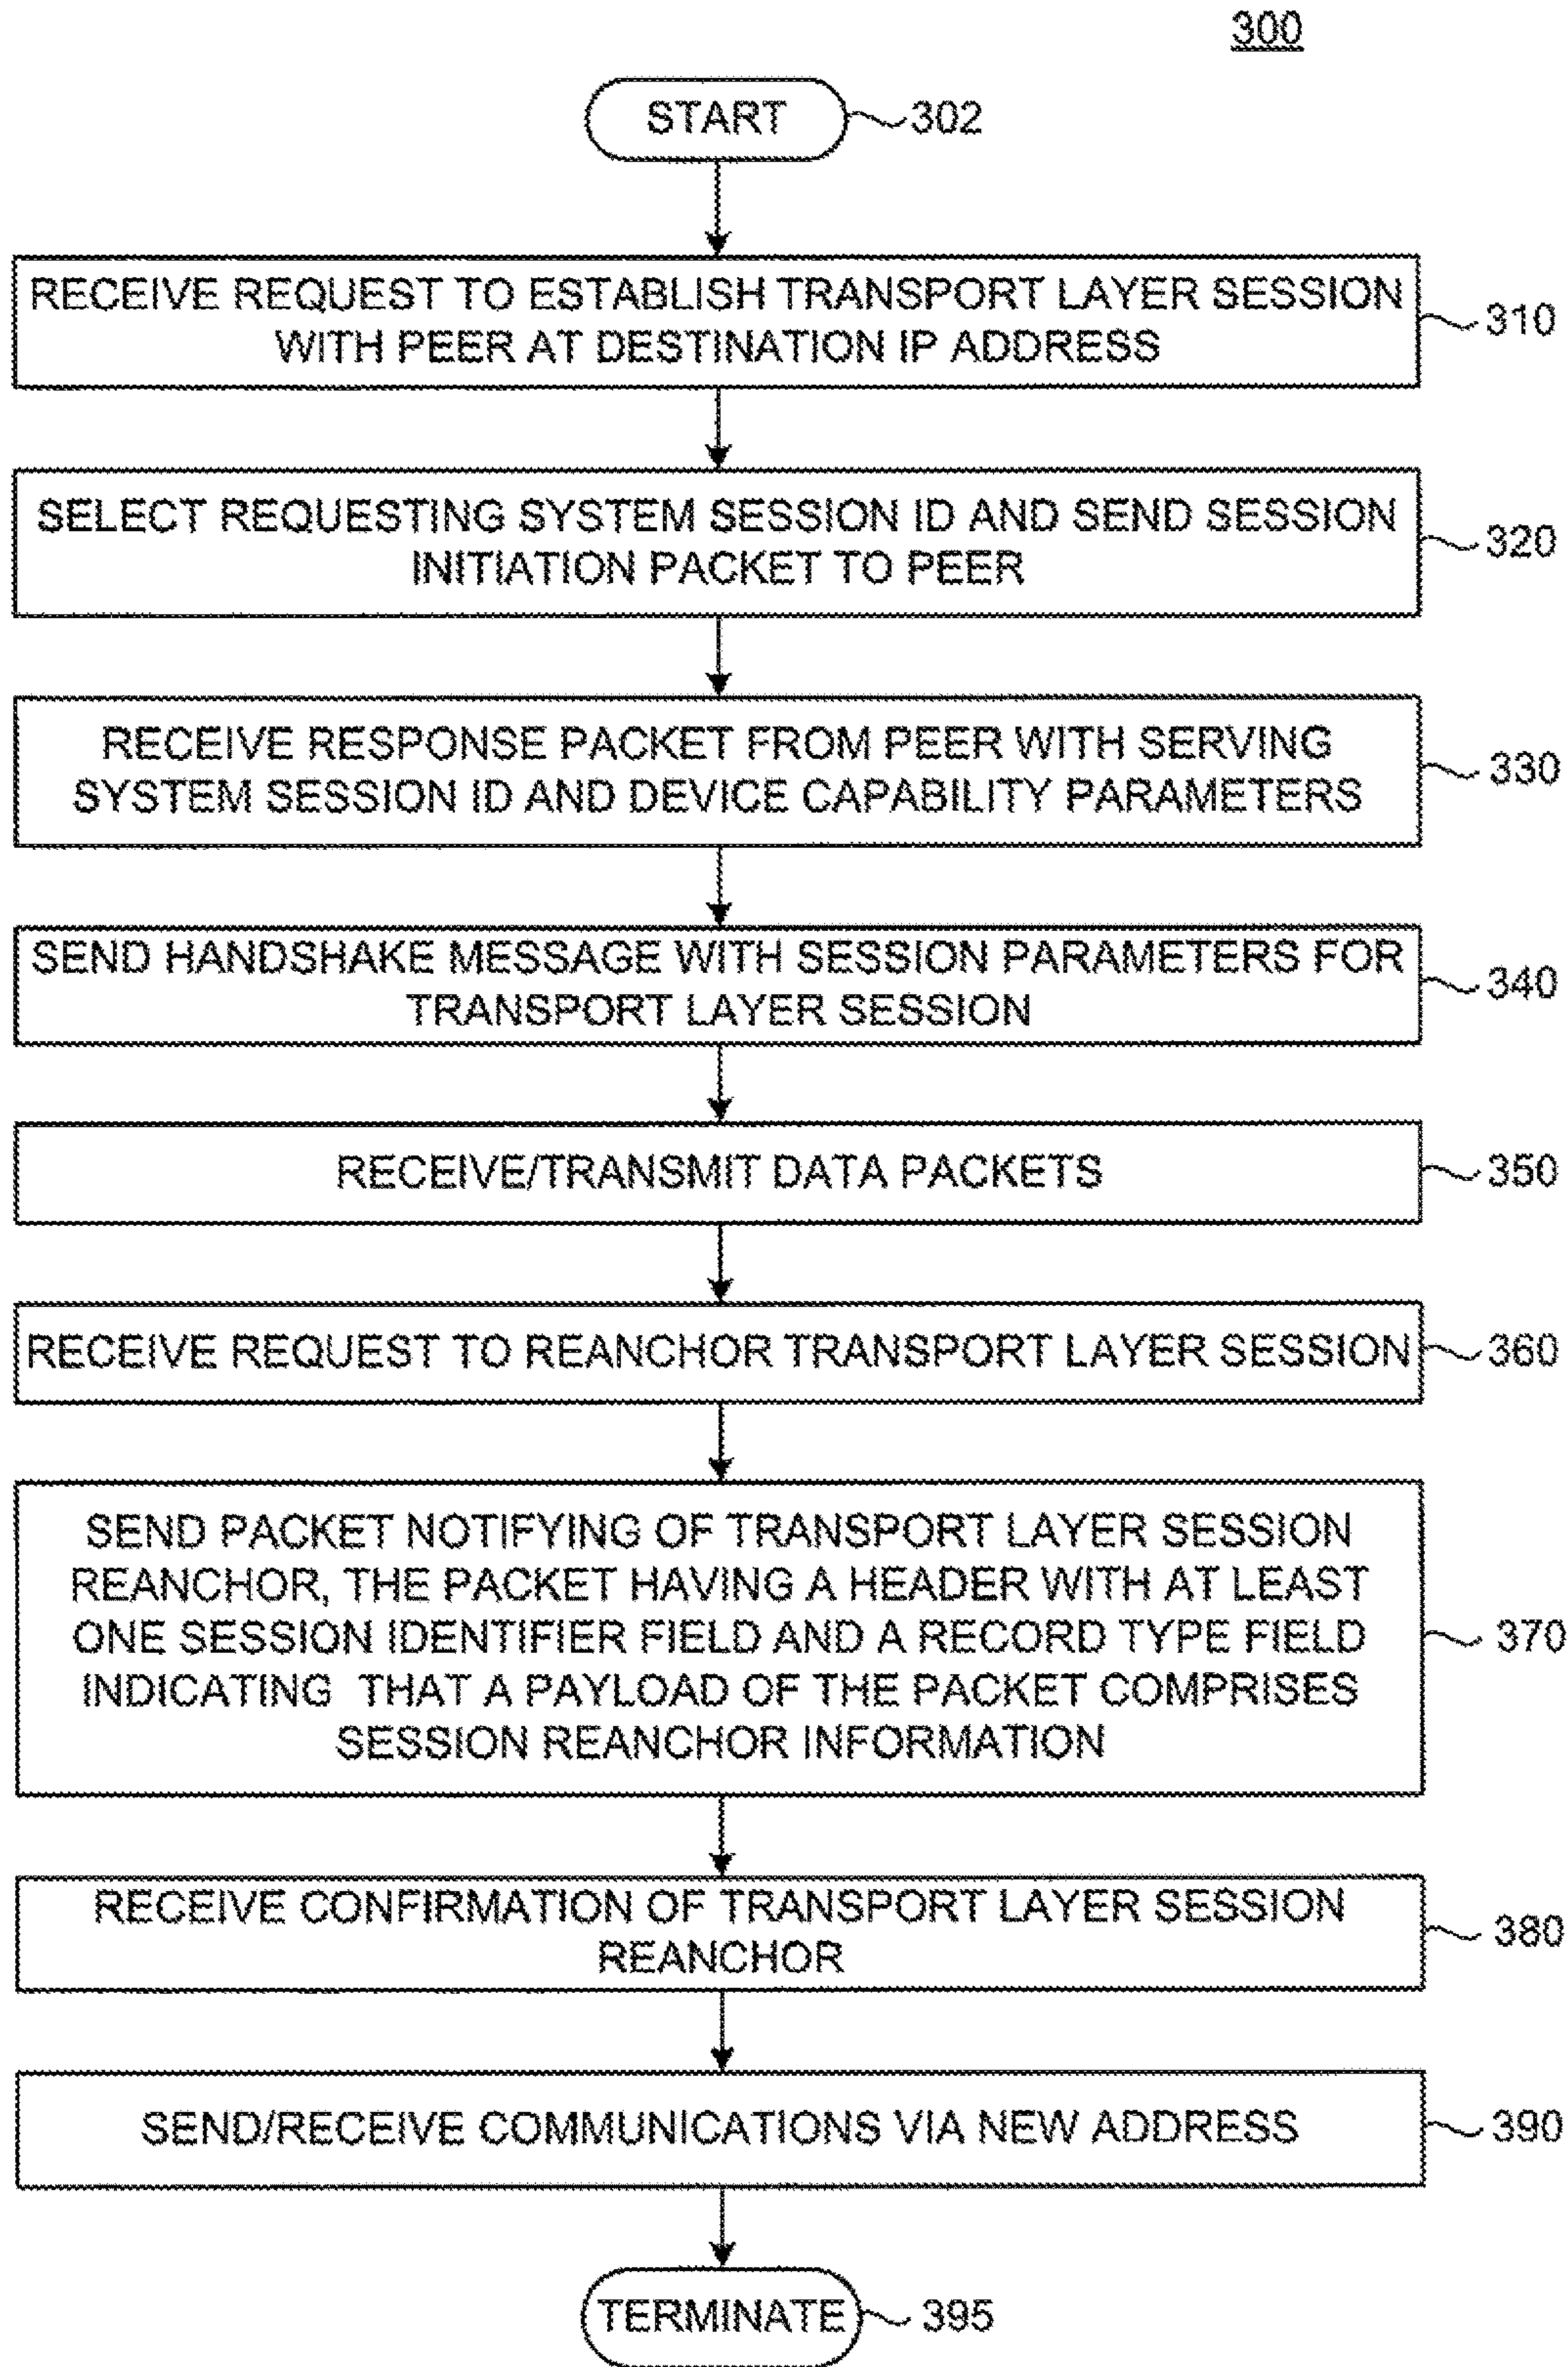 300
START 302
RECEIVE REQUEST TO ESTABLISH TRANSPORT LAYER SESSION
WITH PEER AT DESTINATION IP ADDRESS
310
SELECT REQUESTING SYSTEM SESSION ID AND SEND SESSION
INITIATION PACKET TO PEER
320
RECEIVE RESPONSE PACKET FROM PEER WITH SERVING
SYSTEM SESSION ID AND DEVICE CAPABILITY PARAMETERS
330
SEND HANDSHAKE MESSAGE WITH SESSION PARAMETERS FOR
TRANSPORT LAYER SESSION
340
RECEIVE/TRANSMIT DATA PACKETS 350
RECEIVE REQUEST TO REANCHOR TRANSPORT LAYER SESSION 360
SEND PACKET NOTIFYING OF TRANSPORT LAYER SESSION
REANCHOR, THE PACKET HAVING A HEADER WITH AT LEAST
ONE SESSION IDENTIFIER FIELD AND A RECORD TYPE FIELD
INDICATING THAT A PAYLOAD OF THE PACKET COMPRISES
SESSION REANCHOR INFORMATION
370
RECEIVE CONFIRMATION OF TRANSPORT LAYER SESSION
REANCHOR
380
SEND/RECEIVE COMMUNICATIONS VIA NEW ADDRESS 390
TERMINATE 395